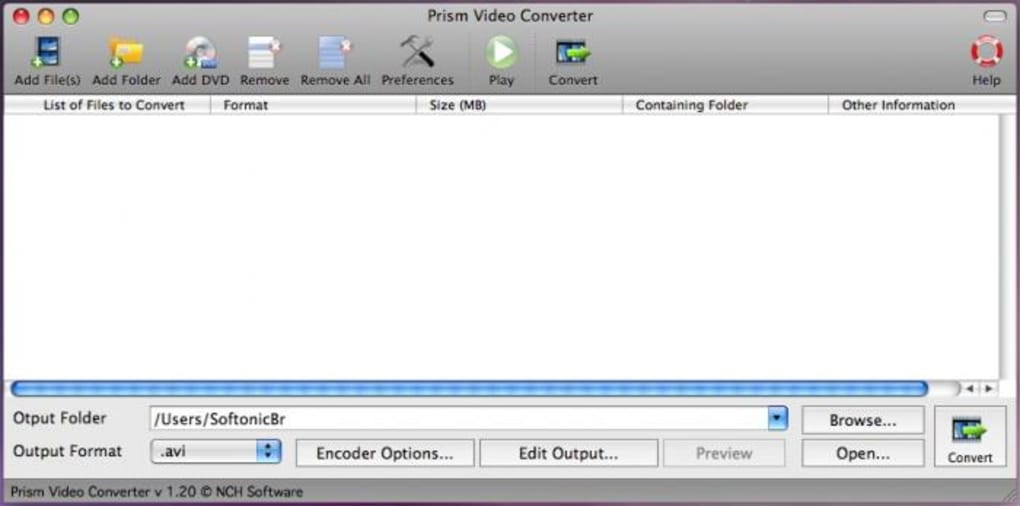 Prism Video Converter
Add File(s) Add Folder Add DVD Remove Remove All Preferences Play Convert Help
List of Files to Convert Format Size (MB) Containing Folder Other Information
Otput Folder /Users/SoftonicBr Browse...
Output Format .avi Encoder Options... Edit Output... Preview Open... Convert
Prism Video Converter v 1.20 © NCH Software